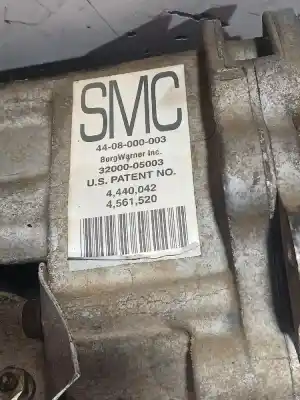 SMC
44-08-000-003
BorgWarner Inc.
32000-05003
U.S. PATENT NO.
4,440,042
4,561,520